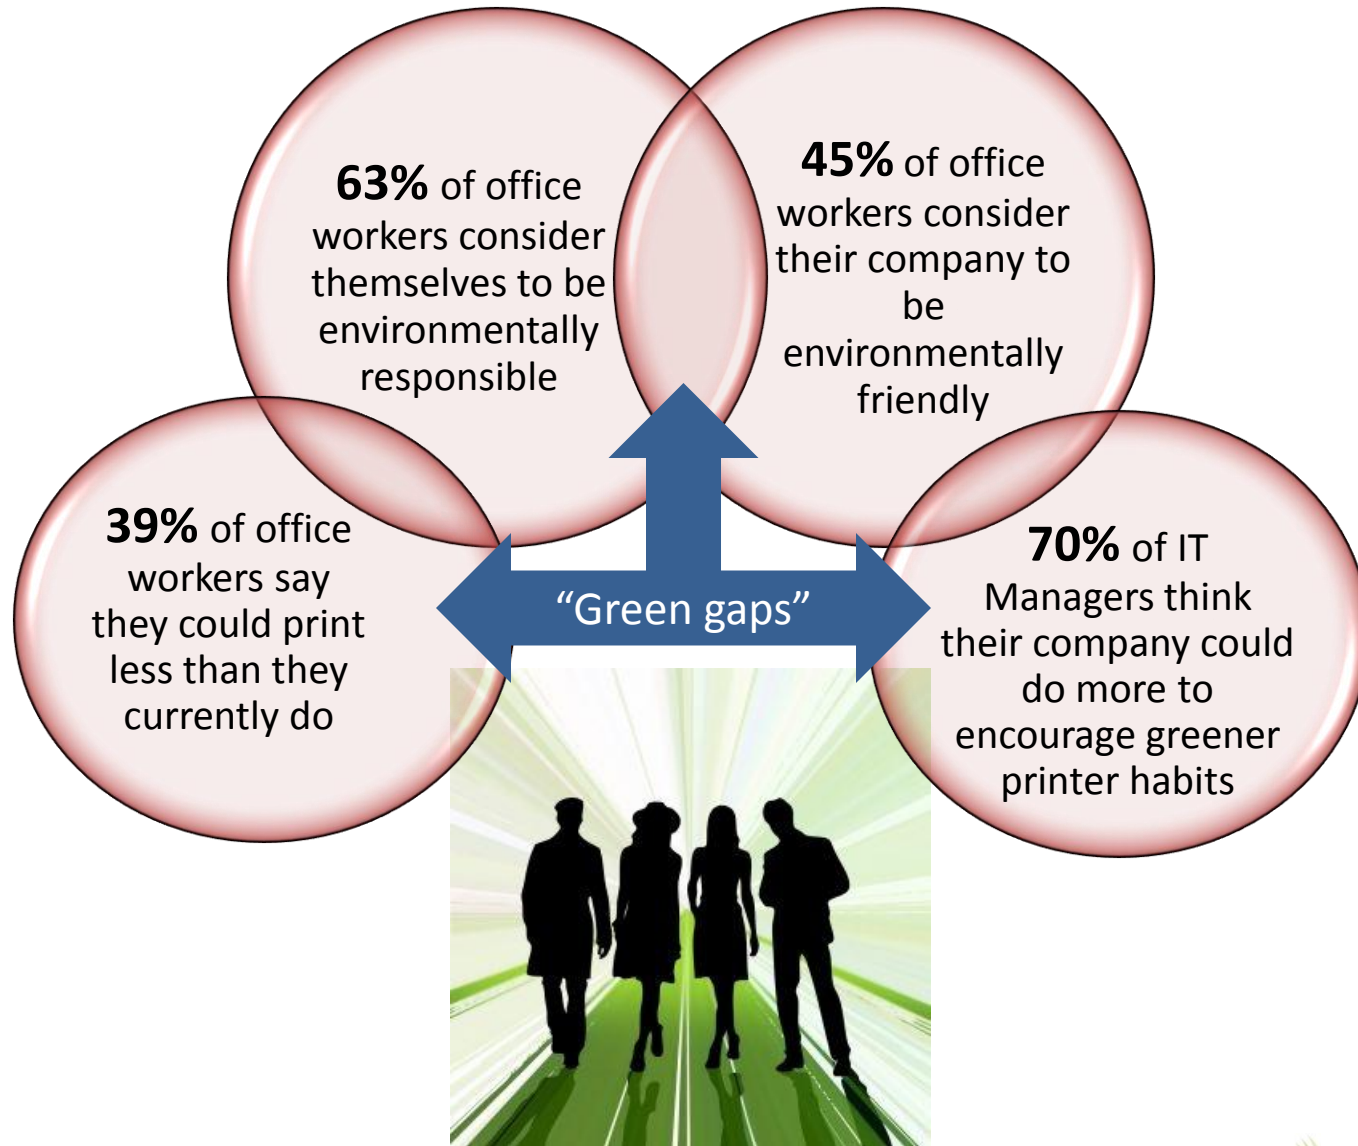 63% of office
workers consider
themselves to be
environmentally
responsible
45% of office
workers consider
their company to
be
environmentally
friendly
39% of office
workers say
they could print
less than they
currently do
“Green gaps”
70% of IT
Managers think
their company could
do more to
encourage greener
printer habits